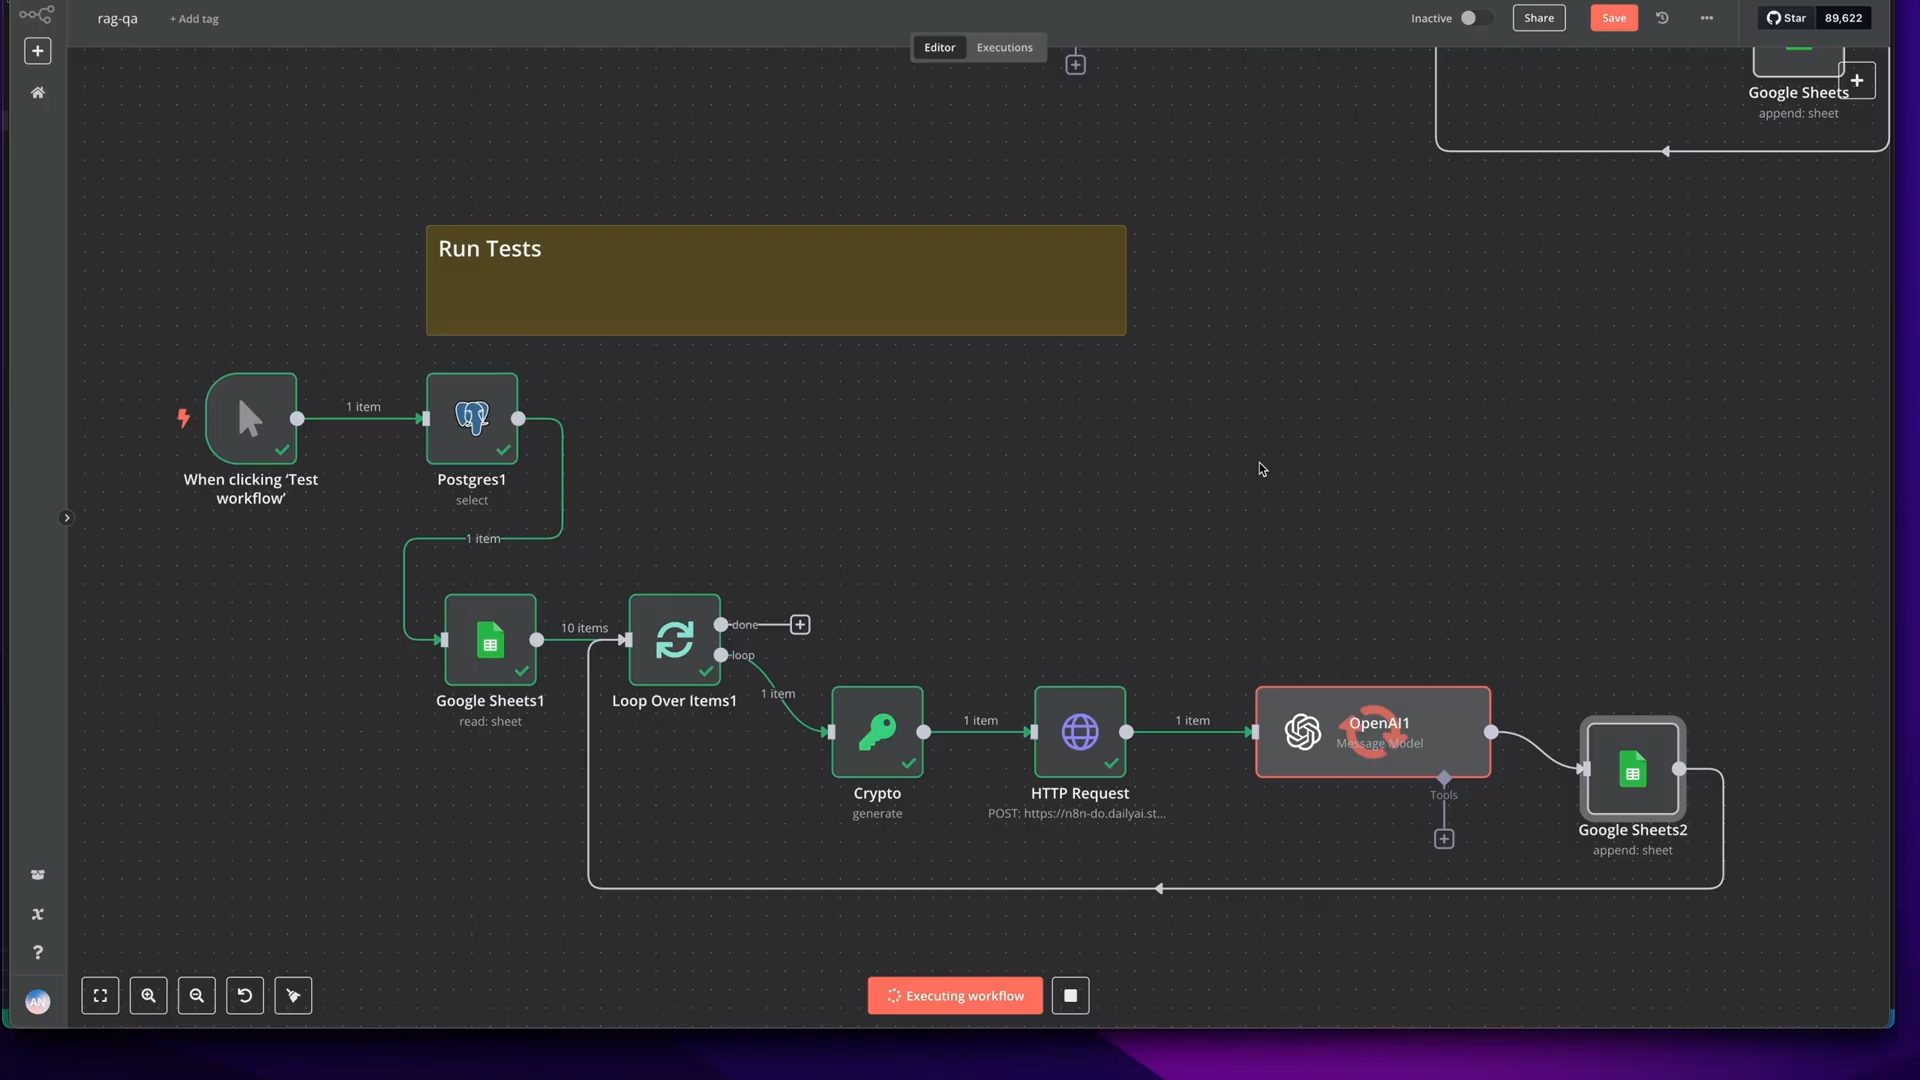 rag-qa
+ Add tag
Inactive
Share
Save
Star
89,622
Editor
Executions
Google Sheets
append: sheet
Run Tests
1 item
When clicking ‘Test
workflow’
Postgres1
select
1 item
10 items
done
loop
1 item
Google Sheets1
read: sheet
Loop Over Items1
1 item
1 item
OpenAI1
Message Model
Crypto
generate
HTTP Request
POST: https://n8n-do.dailyai.st...
Tools
Google Sheets2
append: sheet
x
?
AN
Executing workflow